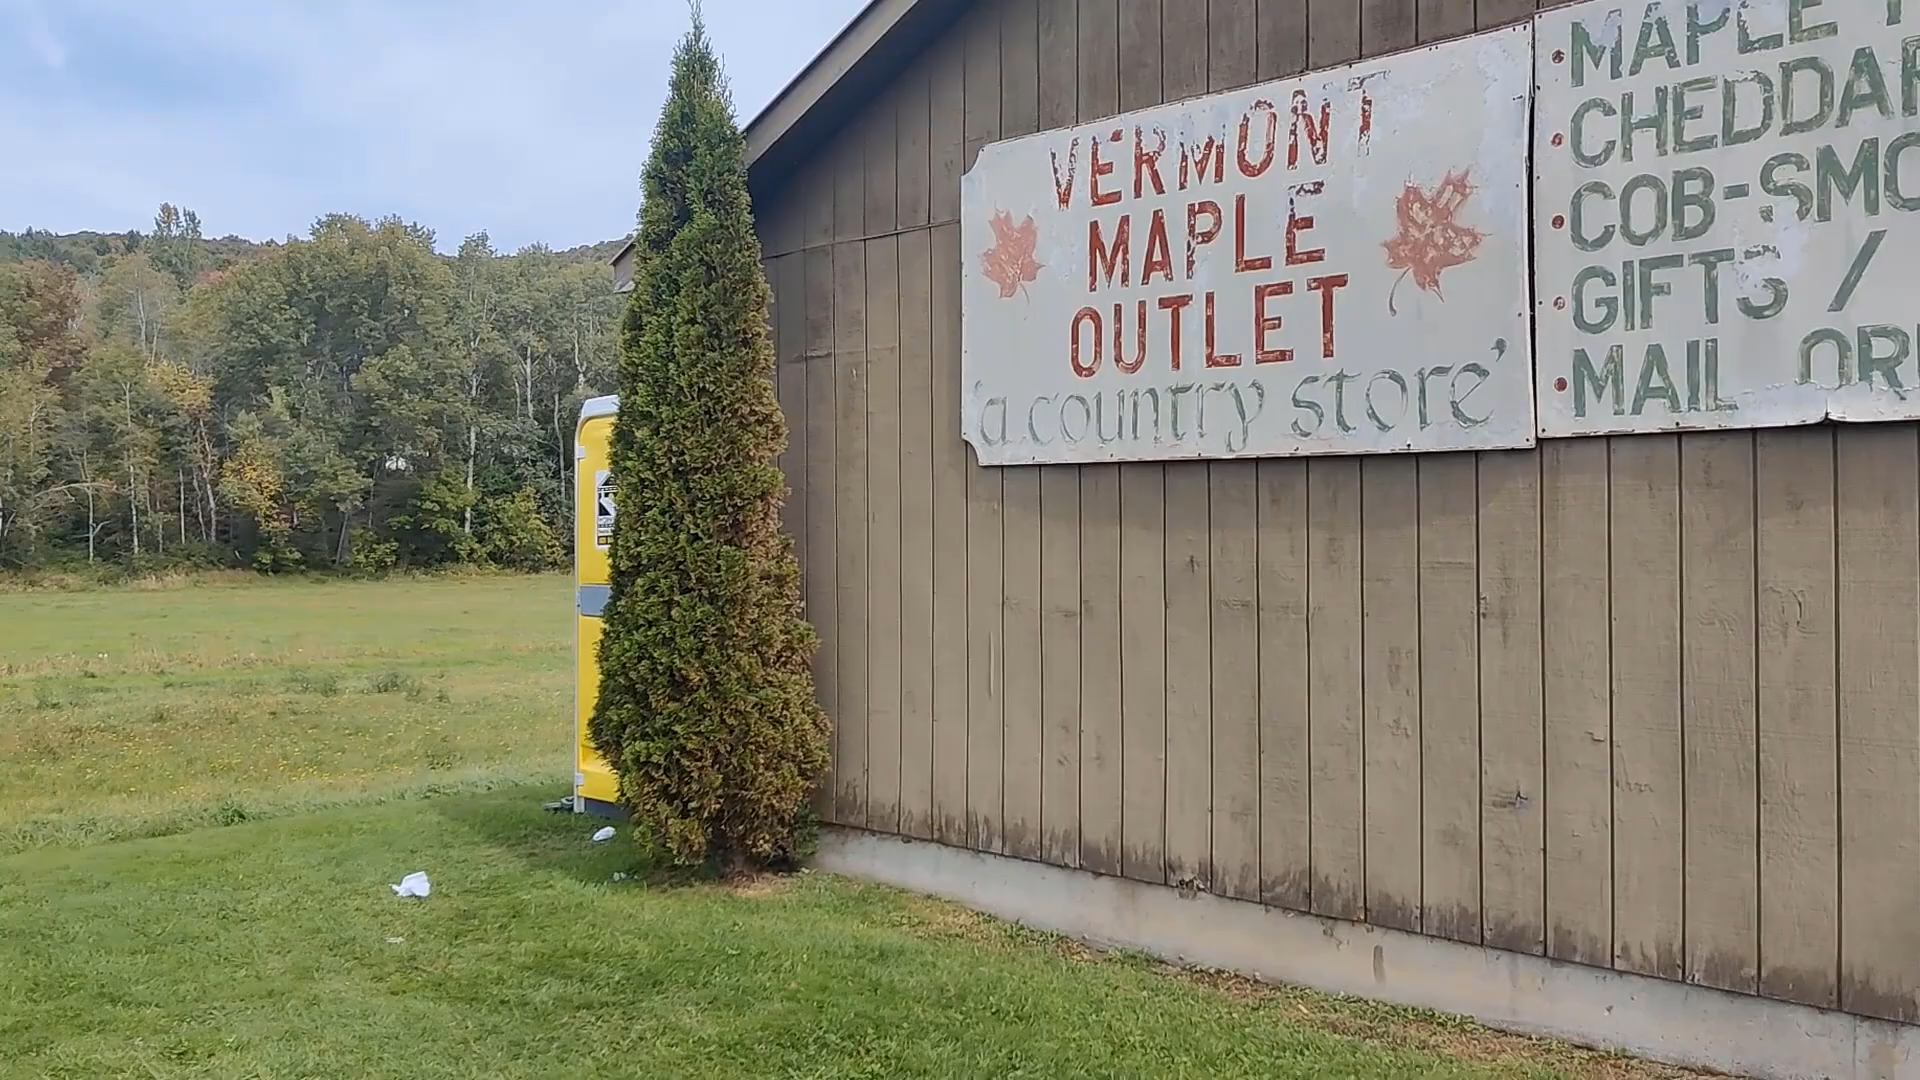 VERMONT
MAPLE
OUTLET
'a country store'
•MAPLE
•CHEDDAR
•COB-SMO
•GIFTS /
•MAIL OR